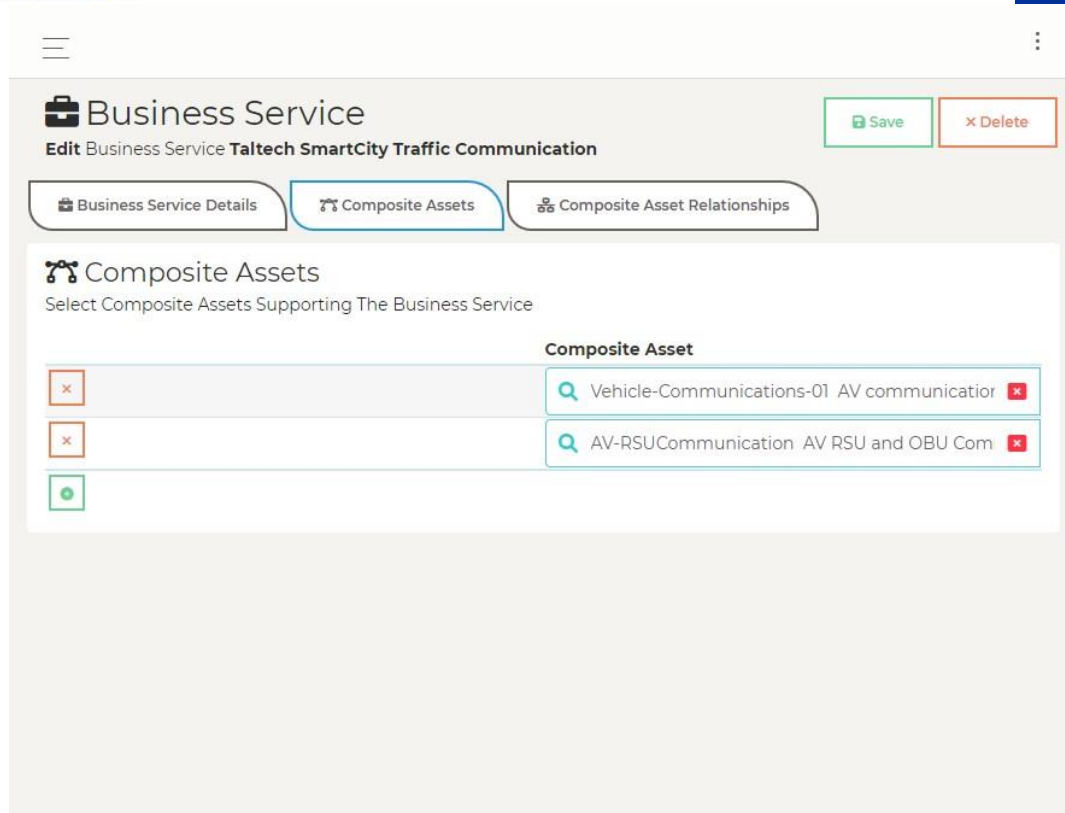 Business Service
Save
× Delete
Edit Business Service Taltech SmartCity Traffic Communication
Business Service Details
Composite Assets
Composite Asset Relationships
Composite Assets
Select Composite Assets Supporting The Business Service
Composite Asset
Vehicle-Communications-01 AV
AV-RSUCommunication AV RSU and OBU Com